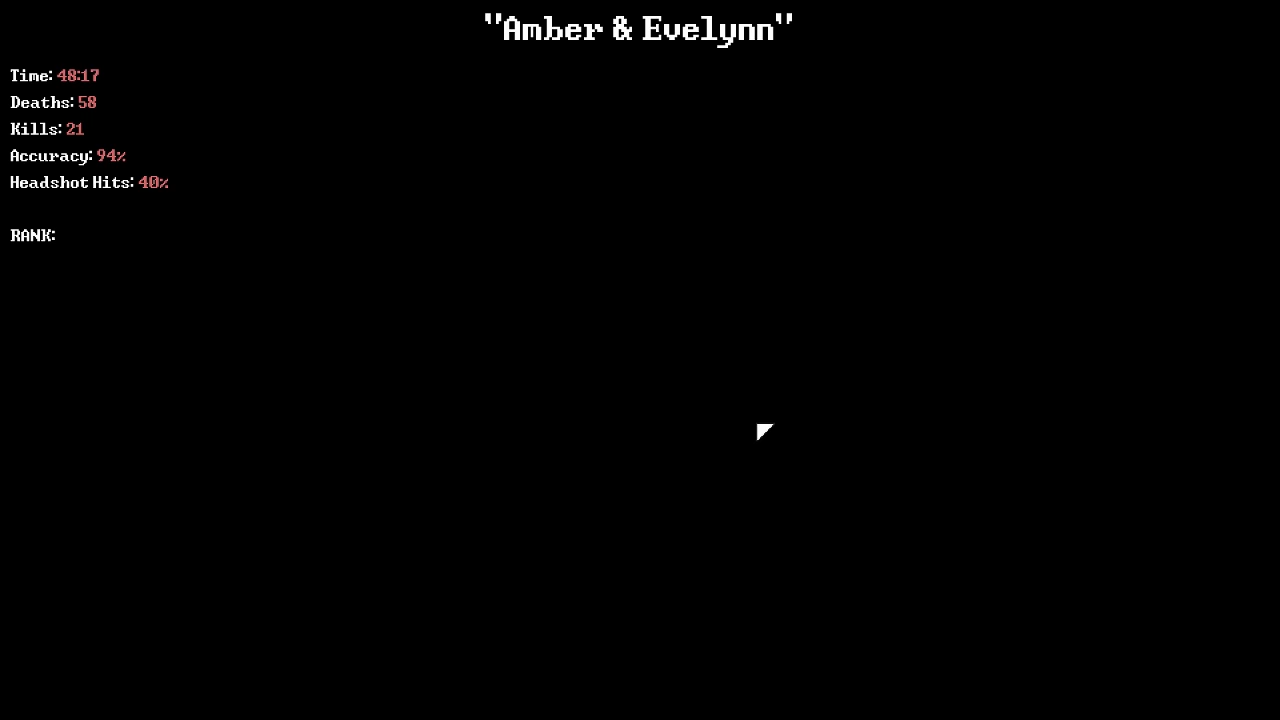 "Amber & Evelynn"
Time: 48:17
Deaths: 58
Kills: 21
Accuracy: 94%
Headshot Hits: 40%
RANK: